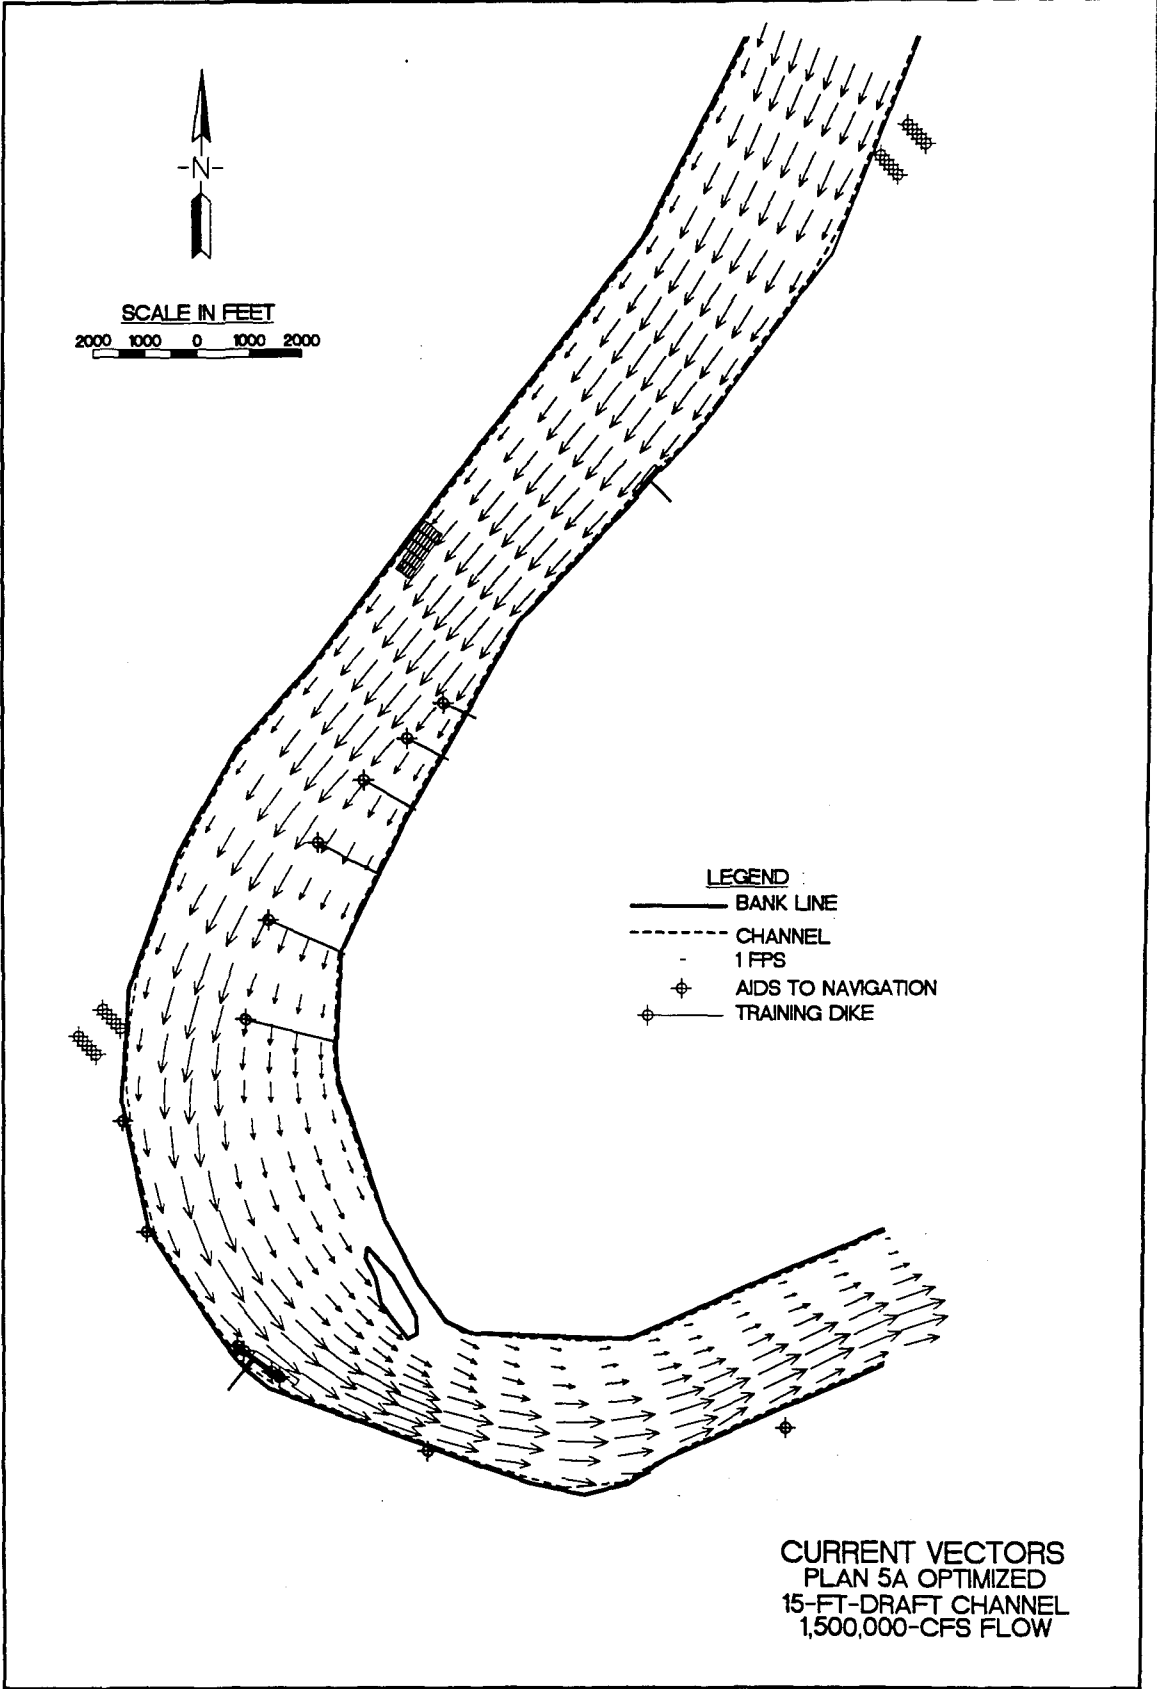 -N-
SCALE IN FEET
2000 1000 0 1000 2000
LEGEND
BANK LINE
CHANNEL
1 FPS
AIDS TO NAVIGATION
TRAINING DIKE
CURRENT VECTORS
PLAN 5A OPTIMIZED
15-FT-DRAFT CHANNEL
1,500,000-CFS FLOW